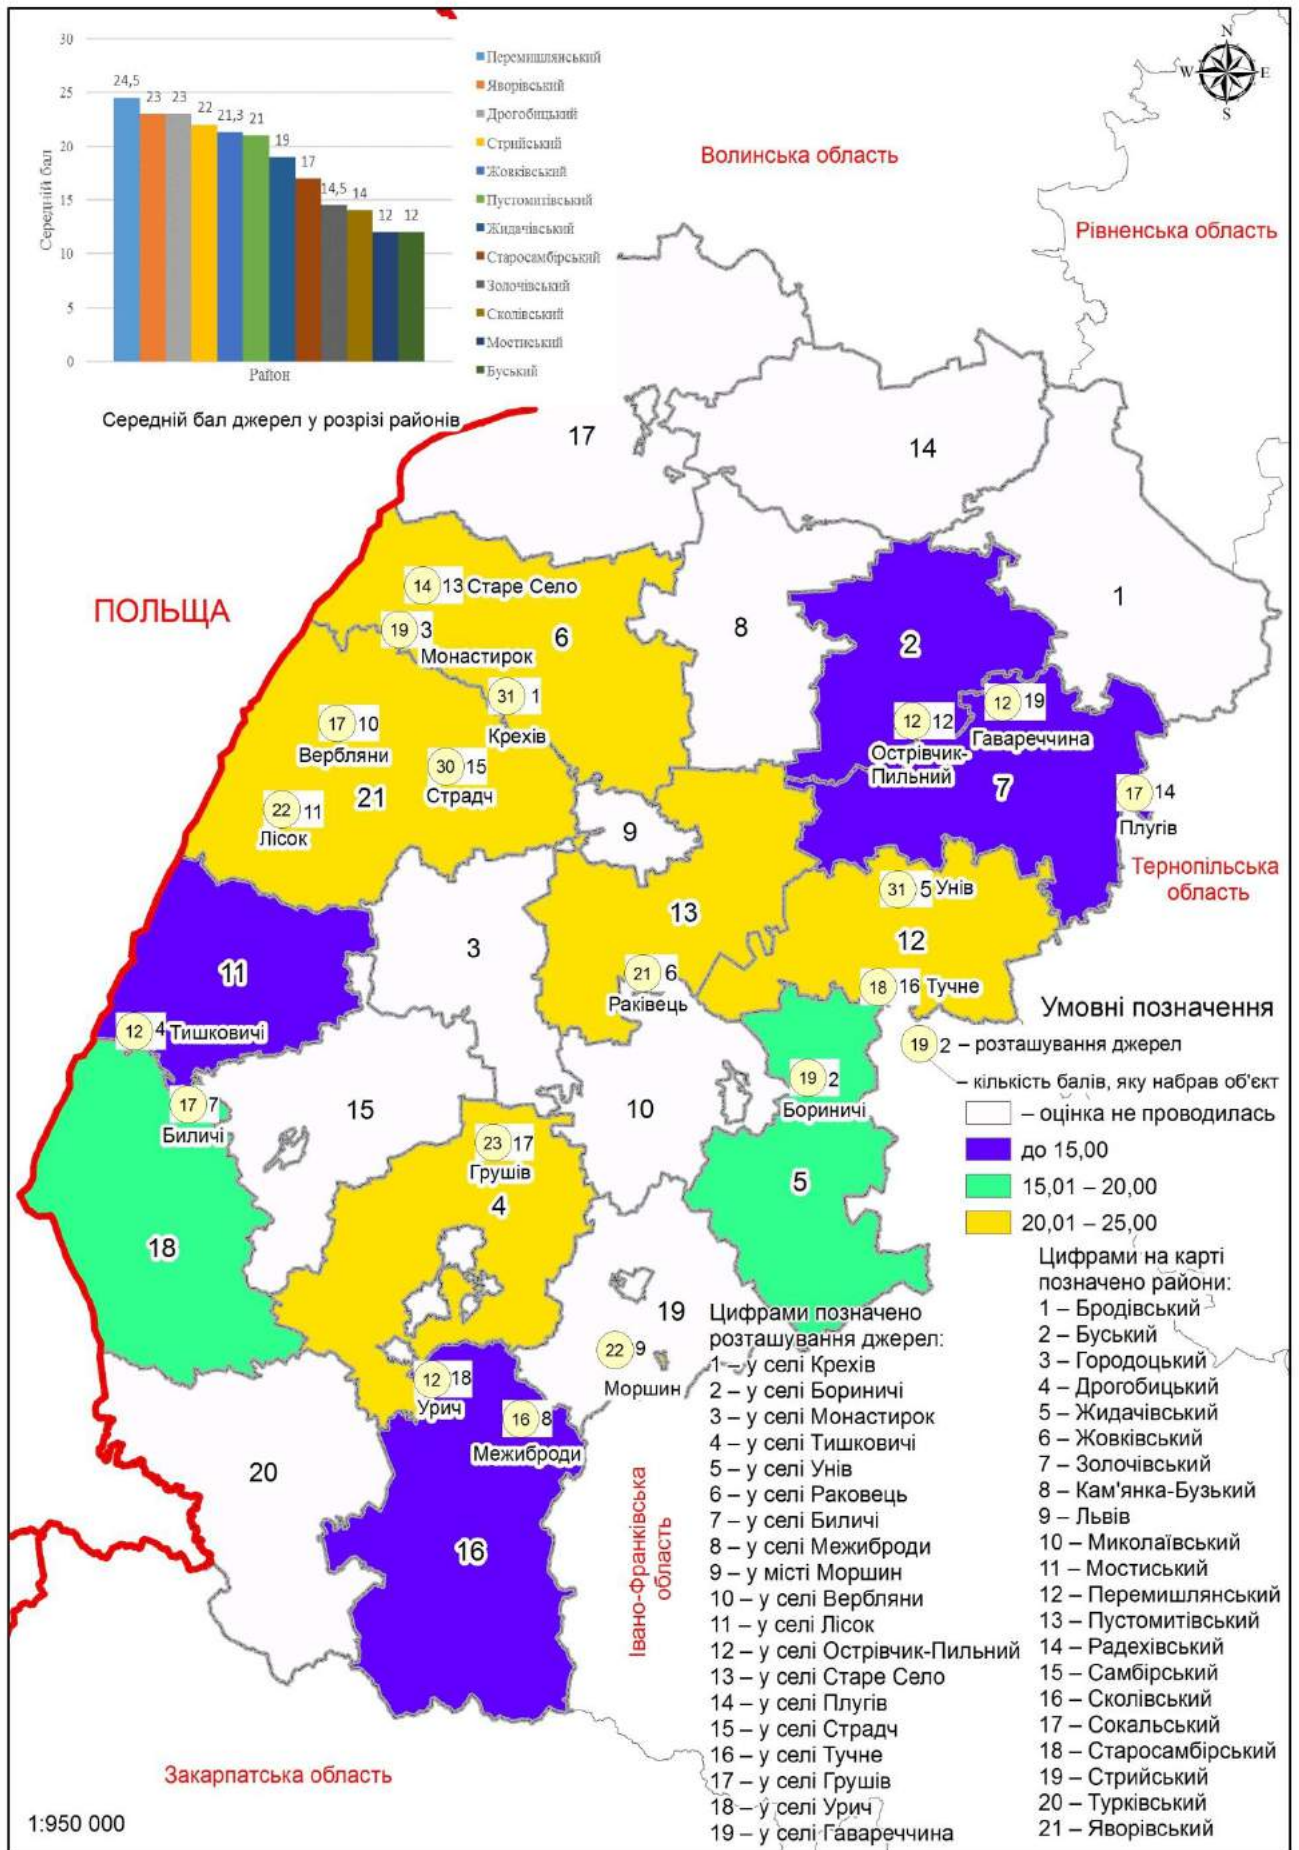 30
25
20
15
10
5
0
Середній бал
24,5
23
23
22
21,3
21
19
17
14,5
14
12
12
Район
Перемишлянський
Яворівський
Дрогобицький
Стрийський
Жовківський
Пустомитівський
Жидачівський
Старосамбірський
Золочівський
Сколівський
Мостиський
Буський
Середній бал джерел у розрізі районів
N
W
E
S
Волинська область
Рівненська область
ПОЛЬЩА
17
14
1
14 13 Старе Село
19 3
Монастирок
6
8
2
31 1
Крехів
17 10
Вербляни
30 15
Страдч
22 11
Лісок
21
12 12
Острівчик-
Пильний
12 19
Гавареччина
7
17 14
Плугів
9
Тернопільська
область
31 5 Унів
13
12
3
11
21 6
Раківець
18 16 Тучне
12 4 Тишковичі
17 7
Биличі
15
10
19 2
Бориничі
23 17
Грушів
4
5
18
19
22 9
Моршин
12 18
Урич
16 8
Межиброди
20
16
Івано-Франківська
область
Закарпатська область
1:950 000
Умовні позначення
19 2 – розташування джерел
– кількість балів, яку набрав об'єкт
– оцінка не проводилась
до 15,00
15,01 – 20,00
20,01 – 25,00
Цифрами позначено
розташування джерел:
1 – у селі Крехів
2 – у селі Бориничі
3 – у селі Монастирок
4 – у селі Тишковичі
5 – у селі Унів
6 – у селі Раковець
7 – у селі Биличі
8 – у селі Межиброди
9 – у місті Моршин
10 – у селі Вербляни
11 – у селі Лісок
12 – у селі Острівчик-Пильний
13 – у селі Старе Село
14 – у селі Плугів
15 – у селі Страдч
16 – у селі Тучне
17 – у селі Грушів
18 – у селі Урич
19 – у селі Гавареччина
Цифрами на карті
позначено райони:
1 – Бродівський
2 – Буський
3 – Городоцький
4 – Дрогобицький
5 – Жидачівський
6 – Жовківський
7 – Золочівський
8 – Кам'янка-Бузький
9 – Львів
10 – Миколаївський
11 – Мостиський
12 – Перемишлянський
13 – Пустомитівський
14 – Радехівський
15 – Самбірський
16 – Сколівський
17 – Сокальський
18 – Старосамбірський
19 – Стрийський
20 – Турківський
21 – Яворівський